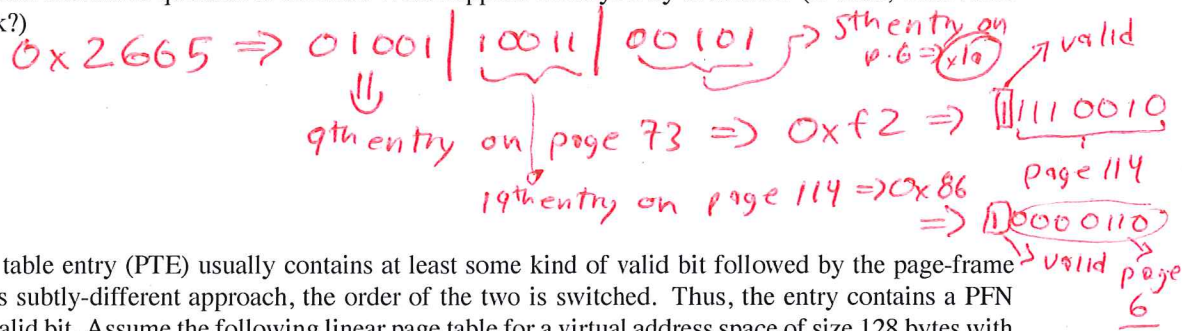 k?)
0x2665 => 01001 | 10011 | 00101
5th entry on
p.6 => x1a
valid
9th entry on page 73 => 0xf2 => 11110010
page 114
19th entry on page 114 => 0x86
=> 10000110
valid page
6
table entry (PTE) usually contains at least some kind of valid bit followed by the page-frame
s subtly-different approach, the order of the two is switched. Thus, the entry contains a PFN
alid bit. Assume the following linear page table for a virtual address space of size 128 bytes with